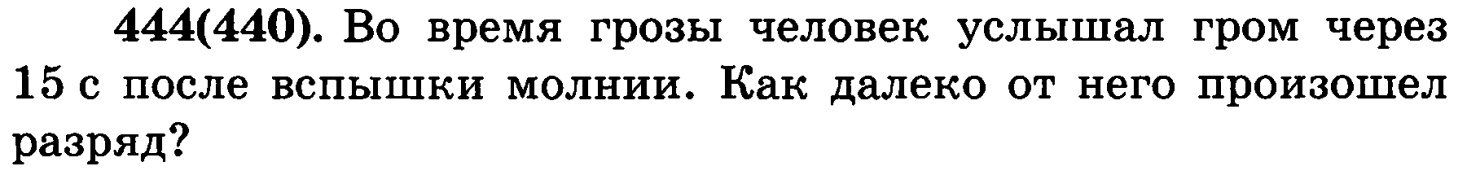 444(440). Во время грозы человек услышал гром через
15 с после вспышки молнии. Как далеко от него произошел
разряд?